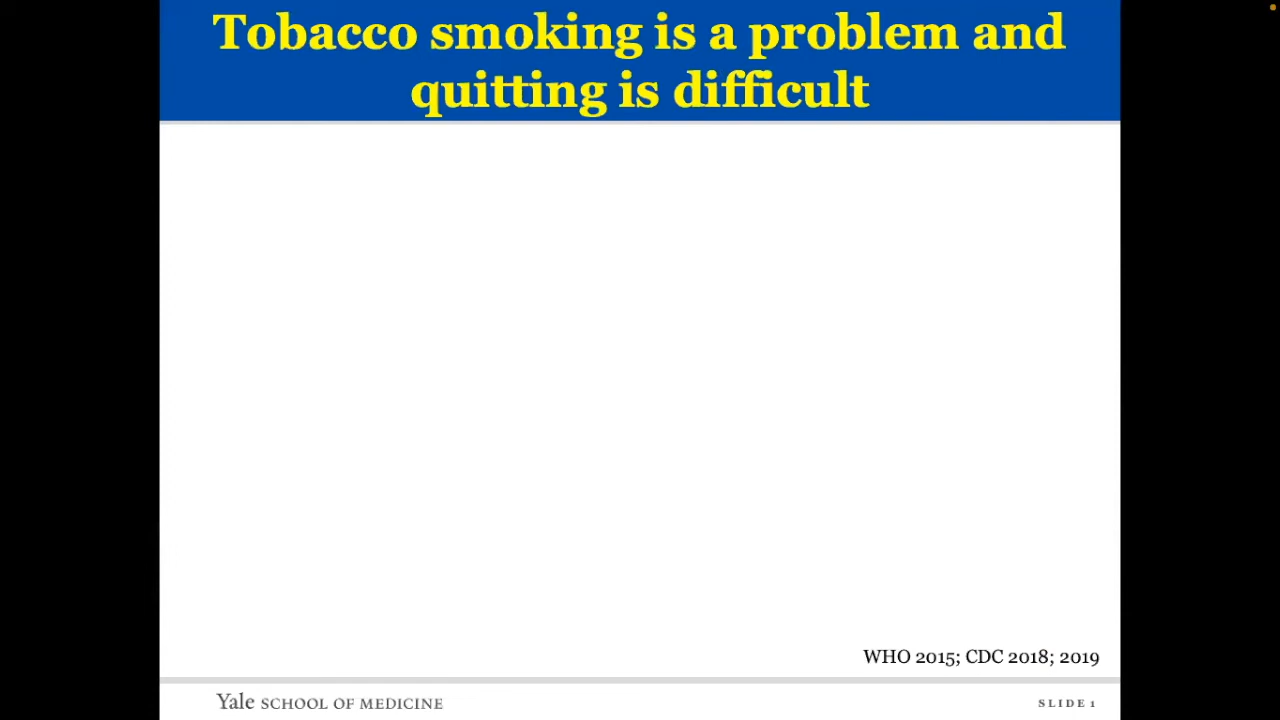 Tobacco smoking is a problem and
quitting is difficult
WHO 2015; CDC 2018; 2019
Yale SCHOOL OF MEDICINE
SLIDE 1